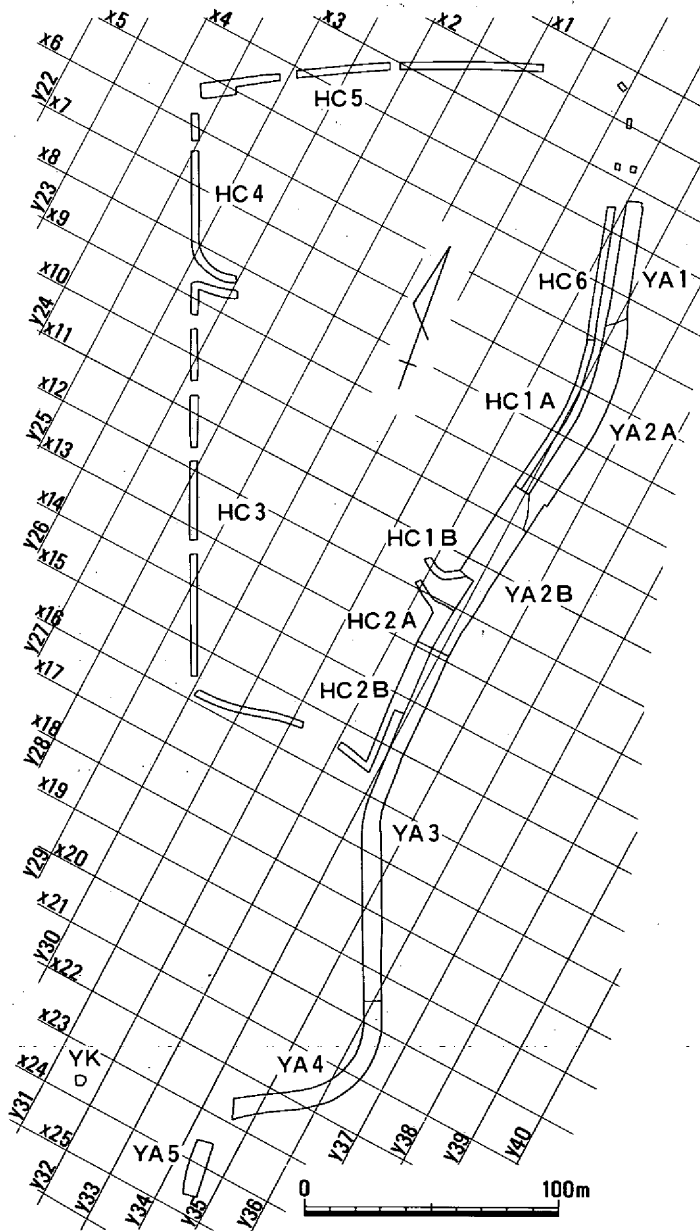 x5
x4
x3
x2
x1
x6
y22
x7
HC5
x8
y23
HC4
x9
HC6
YA1
x10
y24
x11
x12
HC1A
YA2A
y25
x13
HC3
HC1B
x14
y26
YA2B
x15
HC2A
x16
y27
HC2B
x17
x18
y28
x19
YA3
x20
y29
x21
y30
x22
x23
YK
YA4
x24
y31
x25
YA5
y32
y33
y34
y35
y36
y37
y38
y39
y40
0
100m